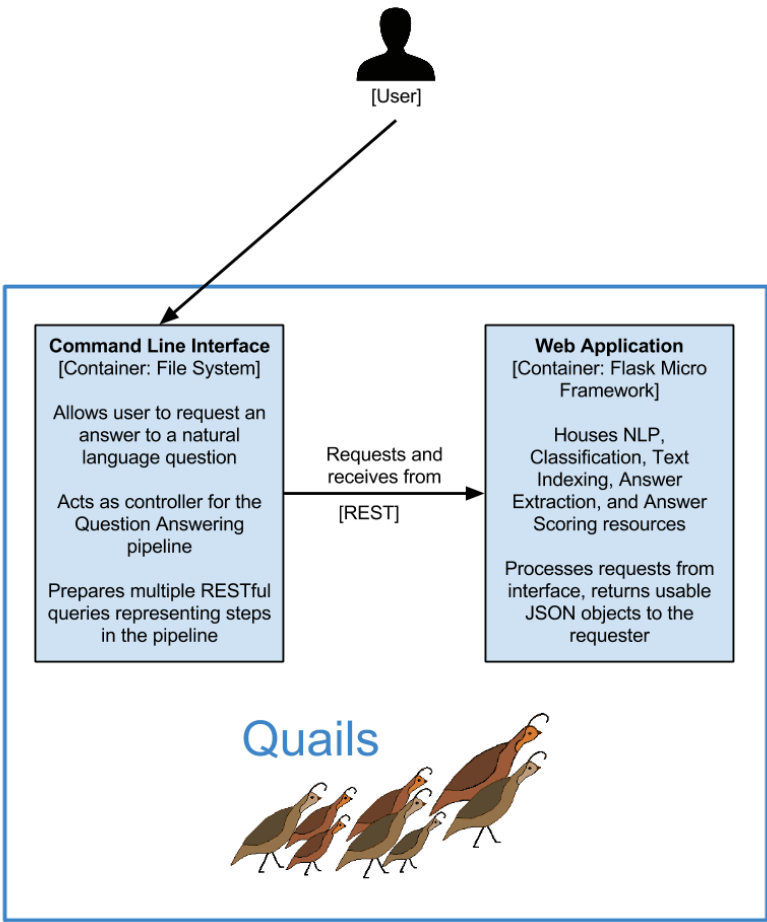 [User]
Command Line Interface
[Container: File System]
Allows user to request an
answer to a natural
language question
Acts as controller for the
Question Answering
pipeline
Prepares multiple RESTful
queries representing steps
in the pipeline
Requests and
receives from
[REST]
Web Application
[Container: Flask Micro
Framework]
Houses NLP,
Classification, Text
Indexing, Answer
Extraction, and Answer
Scoring resources
Processes requests from
interface, returns usable
JSON objects to the
requester
Quails